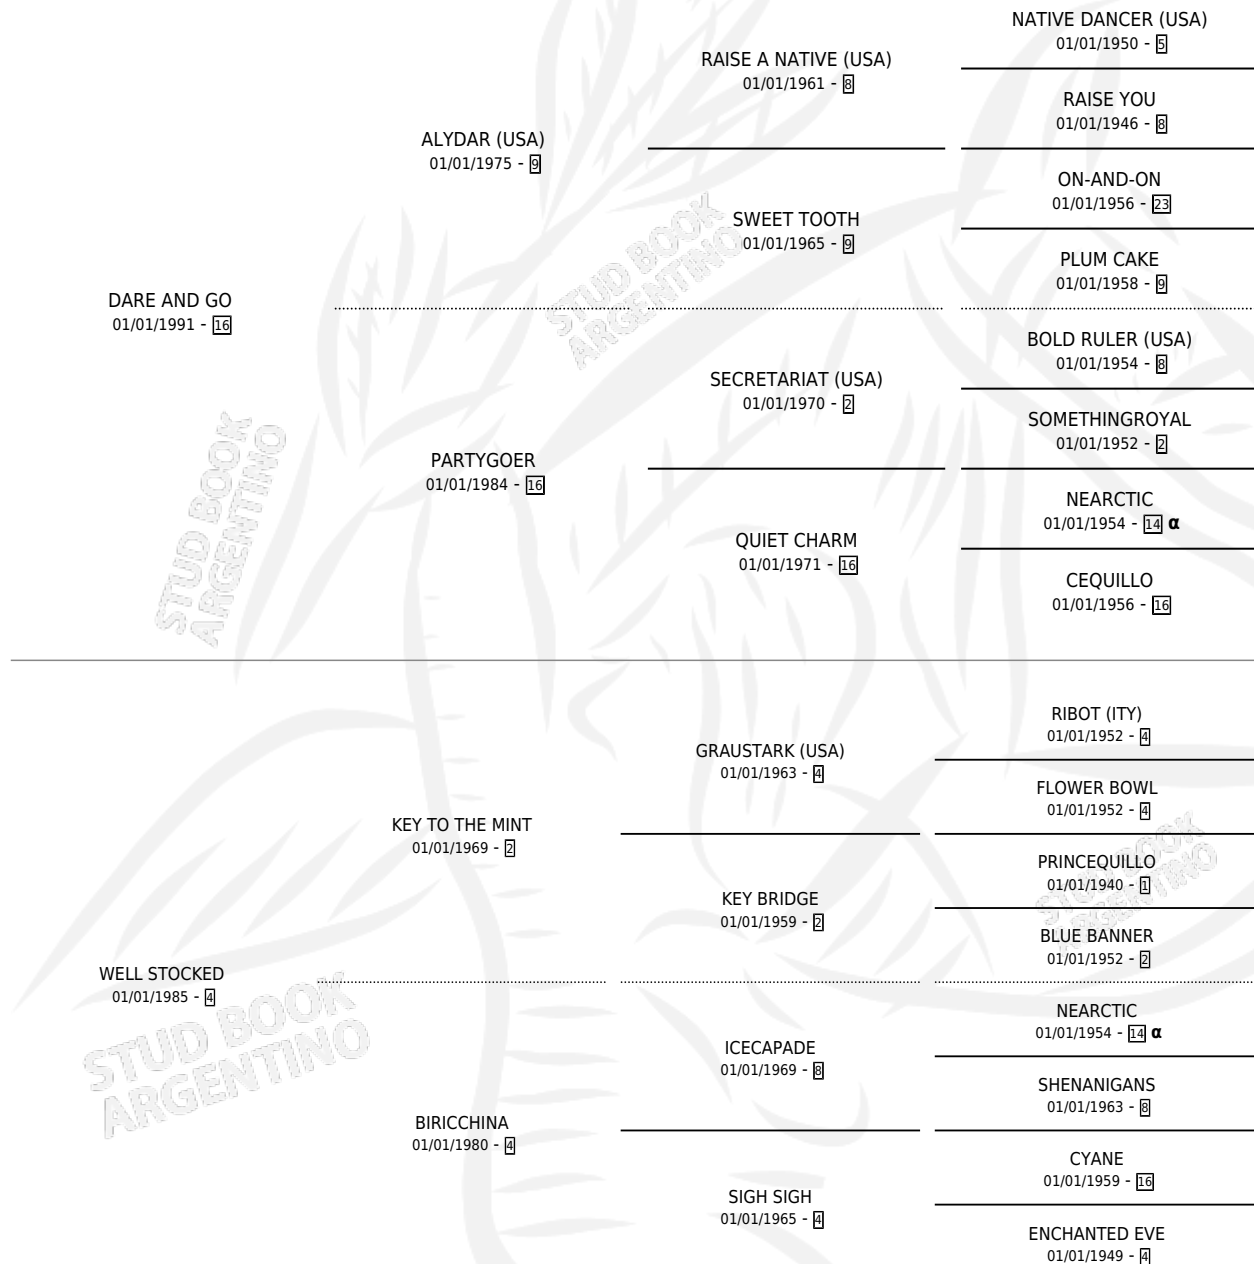 NATIVE DANCER (USA)
01/01/1950 - 5
RAISE A NATIVE (USA)
01/01/1961 - 8
RAISE YOU
01/01/1946 - 8
ALYDAR (USA)
01/01/1975 - 9
ON-AND-ON
01/01/1956 - 23
SWEET TOOTH
01/01/1965 - 9
PLUM CAKE
01/01/1958 - 9
DARE AND GO
01/01/1991 - 16
BOLD RULER (USA)
01/01/1954 - 8
SECRETARIAT (USA)
01/01/1970 - 2
SOMETHINGROYAL
01/01/1952 - 2
PARTYGOER
01/01/1984 - 16
NEARCTIC
01/01/1954 - 14 α
QUIET CHARM
01/01/1971 - 16
CEQUILLO
01/01/1956 - 16
RIBOT (ITY)
01/01/1952 - 4
GRAUSTARK (USA)
01/01/1963 - 4
FLOWER BOWL
01/01/1952 - 4
KEY TO THE MINT
01/01/1969 - 2
PRINCEQUILLO
01/01/1940 - 1
KEY BRIDGE
01/01/1959 - 2
BLUE BANNER
01/01/1952 - 2
WELL STOCKED
01/01/1985 - 4
NEARCTIC
01/01/1954 - 14 α
ICECAPADE
01/01/1969 - 8
SHENANIGANS
01/01/1963 - 8
BIRICCHINA
01/01/1980 - 4
CYANE
01/01/1959 - 16
SIGH SIGH
01/01/1965 - 4
ENCHANTED EVE
01/01/1949 - 4
STUD BOOK
ARGENTINO
STUD BOOK
ARGENTINO
STUD BOOK
ARGENTINO
STUD BOOK
ARGENTINO